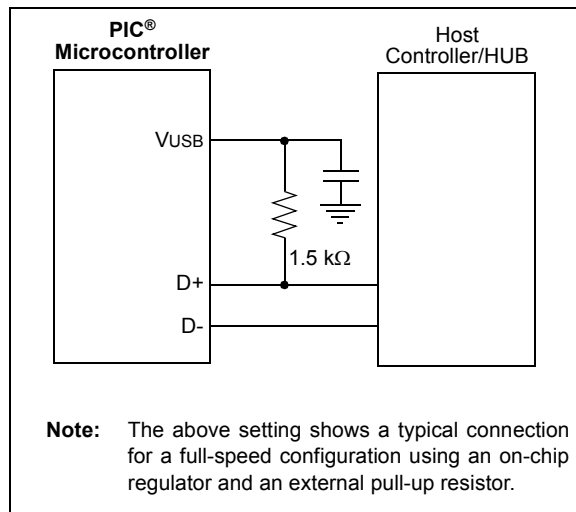 PIC®
Microcontroller
Host
Controller/HUB
VUSB
1.5 kΩ
D+
D-
Note: The above setting shows a typical connection
for a full-speed configuration using an on-chip
regulator and an external pull-up resistor.